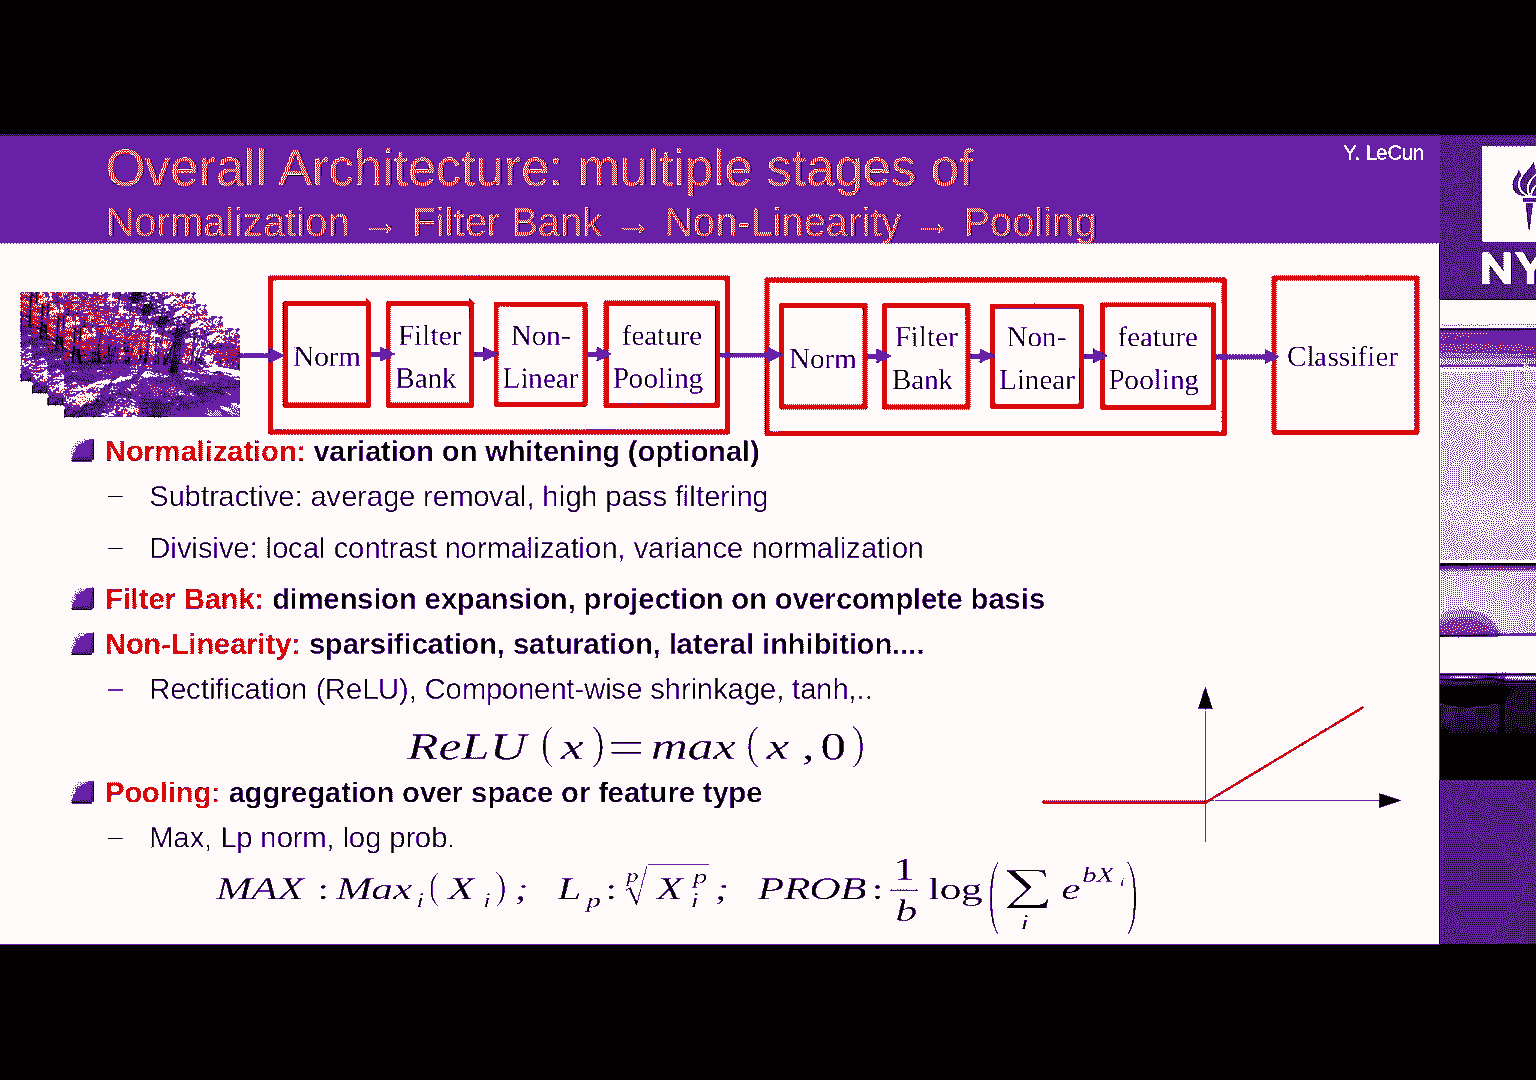 Overall Architecture: multiple stages of
Y. LeCun
Normalization → Filter Bank → Non-Linearity → Pooling
NY
Norm
Filter
Bank
Non-
Linear
feature
Pooling
Norm
Filter
Bank
Non-
Linear
feature
Pooling
Classifier
Normalization: variation on whitening (optional)
– Subtractive: average removal, high pass filtering
– Divisive: local contrast normalization, variance normalization
Filter Bank: dimension expansion, projection on overcomplete basis
Non-Linearity: sparsification, saturation, lateral inhibition....
– Rectification (ReLU), Component-wise shrinkage, tanh,..
ReLU (x)=max(x ,0)
Pooling: aggregation over space or feature type
– Max, Lp norm, log prob.
MAX : Max_i(X_i); L_p: \sqrt[p]{X_i^p}; PROB: \frac{1}{b} log(\sum_i e^{bX_i})